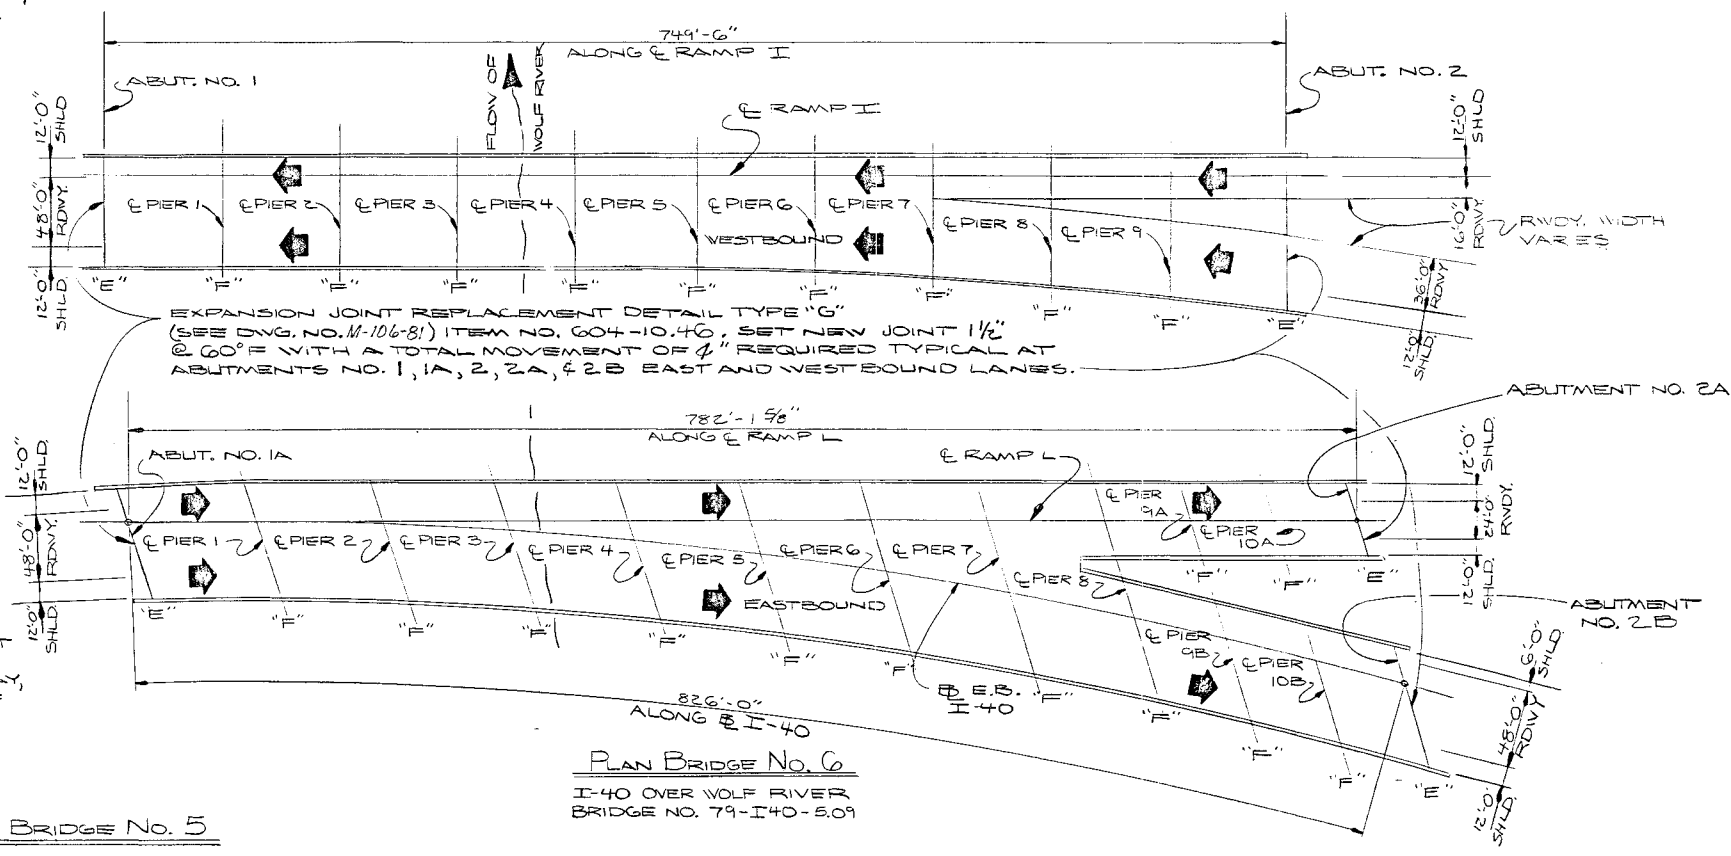 749'-6"
ALONG ℄ RAMP I
ABUT. NO. 1
FLOW OF
WOLF RIVER
ABUT. NO. 2
℄ RAMP I
12'-0"
SHLD
48'-0"
RDWY.
12'-0"
SHLD.
12'-0"
SHLD
16'-0"
RDWY.
36'-0"
RDWY
12'-0"
SHLD.
RWDY. WIDTH
VARIES
℄ PIER 1
℄ PIER 2
℄ PIER 3
℄ PIER 4
℄ PIER 5
℄ PIER 6
℄ PIER 7
℄ PIER 8
℄ PIER 9
WESTBOUND
"E"
"F"
"F"
"F"
"F"
"F"
"F"
"F"
"F"
"F"
"E"
EXPANSION JOINT REPLACEMENT DETAIL TYPE "G"
(SEE DWG. NO. M-106-81) ITEM NO. 604-10.46. SET NEW JOINT 1½"
@ 60°F WITH A TOTAL MOVEMENT OF 4" REQUIRED TYPICAL AT
ABUTMENTS NO. 1, 1A, 2, 2A, & 2B EAST AND WEST BOUND LANES.
782'-1 5/8"
ALONG ℄ RAMP L
ABUTMENT NO. 2A
ABUT. NO. 1A
℄ RAMP L
12'-0"
SHLD.
48'-0"
RDWY.
12'-0"
SHLD.
12'-0"
SHLD.
24'-0"
RDWY.
12'-0"
SHLD.
℄ PIER 1
℄ PIER 2
℄ PIER 3
℄ PIER 4
℄ PIER 5
℄ PIER 6
℄ PIER 7
℄ PIER 8
℄ PIER
9A
℄ PIER
10A
℄ PIER
9B
℄ PIER
10B
EASTBOUND
"E"
"F"
"F"
"F"
"F"
"F"
"F"
"F"
"F"
"F"
"F"
"E"
"F"
"F"
"E"
ABUTMENT
NO. 2B
6'-0"
SHLD.
48'-0"
RDWY
12'-0"
SHLD.
826'-0"
ALONG ⅊ I-40
⅊ E.B.
I-40
PLAN BRIDGE NO. 6
I-40 OVER WOLF RIVER
BRIDGE NO. 79-I40-5.09
BRIDGE NO. 5